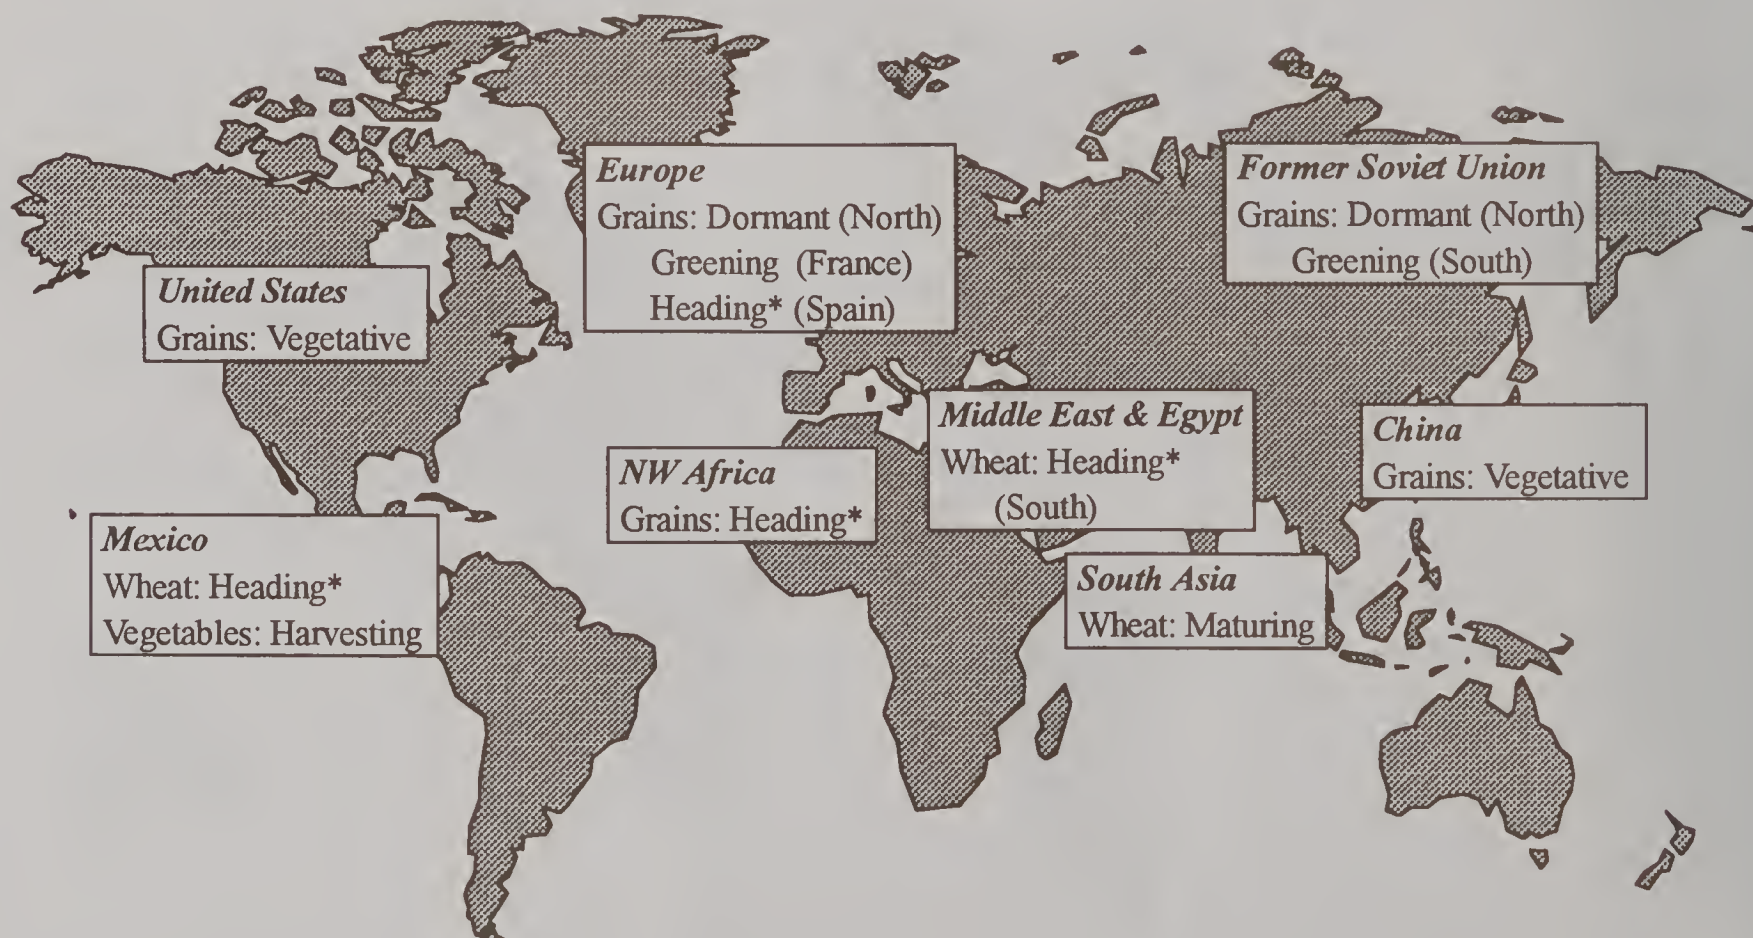 Europe
Grains: Dormant (North)
Greening (France)
Heading* (Spain)
Former Soviet Union
Grains: Dormant (North)
Greening (South)
United States
Grains: Vegetative
Middle East & Egypt
Wheat: Heading*
(South)
China
Grains: Vegetative
NW Africa
Grains: Heading*
Mexico
Wheat: Heading*
Vegetables: Harvesting
South Asia
Wheat: Maturing